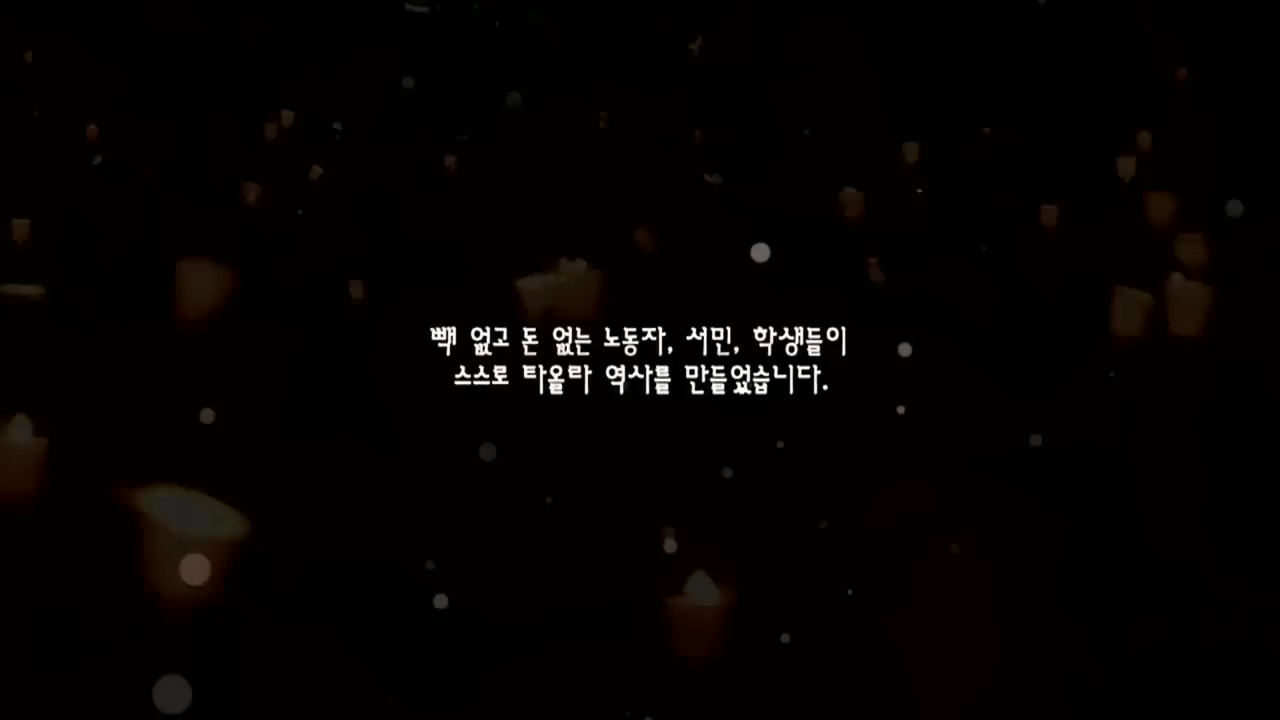 빽 없고 돈 없는 노동자, 서민, 학생들이
스스로 타올라 역사를 만들었습니다.